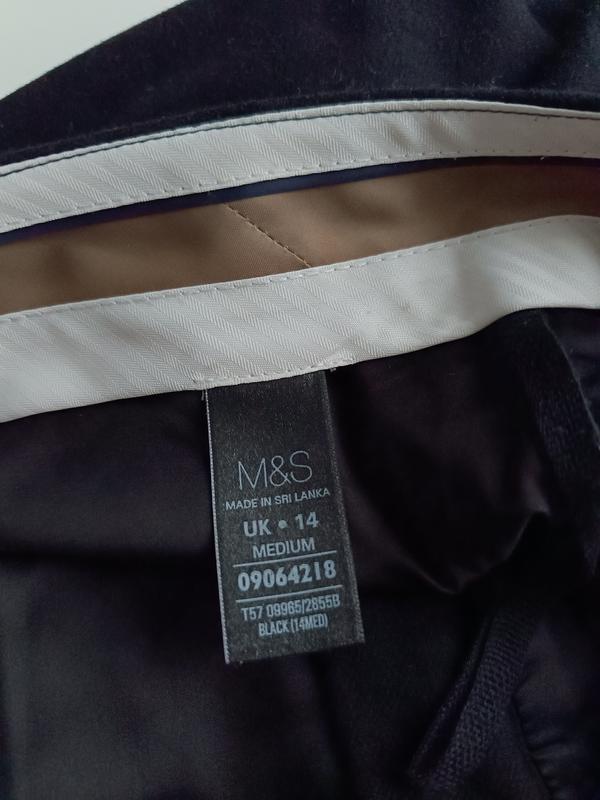 M&S
MADE IN SRI LANKA
UK • 14
MEDIUM
09064218
T57 09965/2855B
BLACK (14MED)